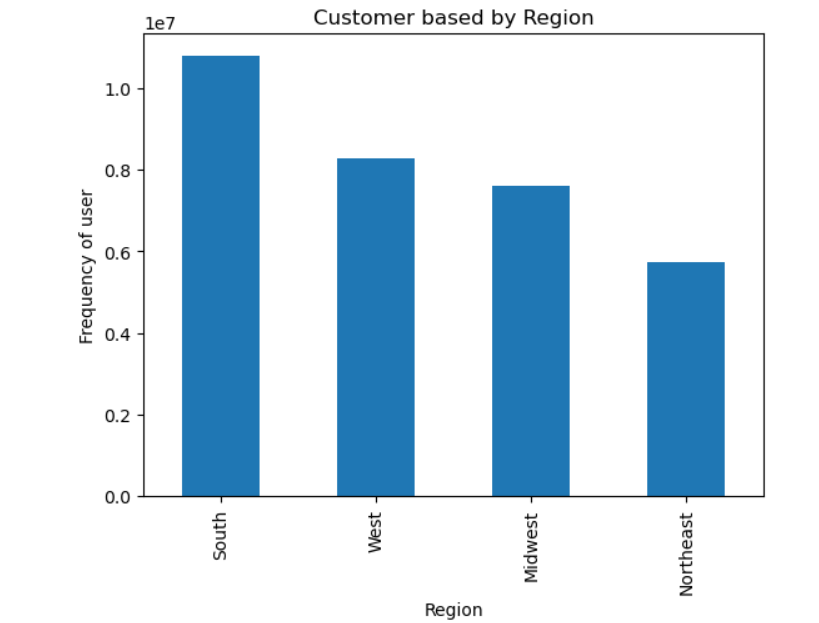 Customer based by Region
1e7
1.0
0.8
0.6
0.4
0.2
0.0
Frequency of user
South
West
Midwest
Northeast
Region